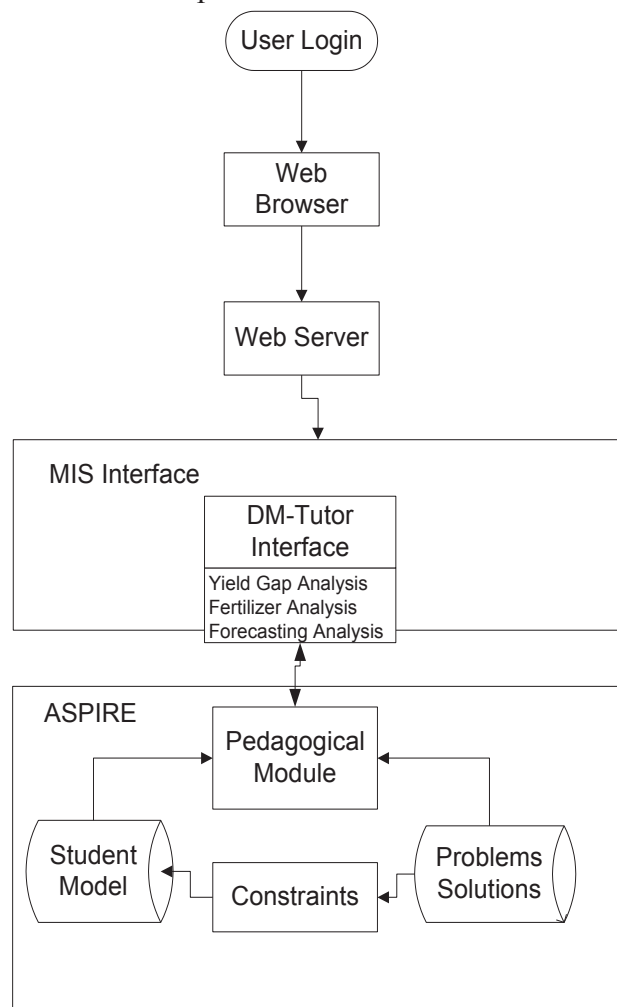 User Login
Web
Browser
Web Server
MIS Interface
DM-Tutor
Interface
Yield Gap Analysis
Fertilizer Analysis
Forecasting Analysis
ASPIRE
Pedagogical
Module
Student
Model
Constraints
Problems
Solutions